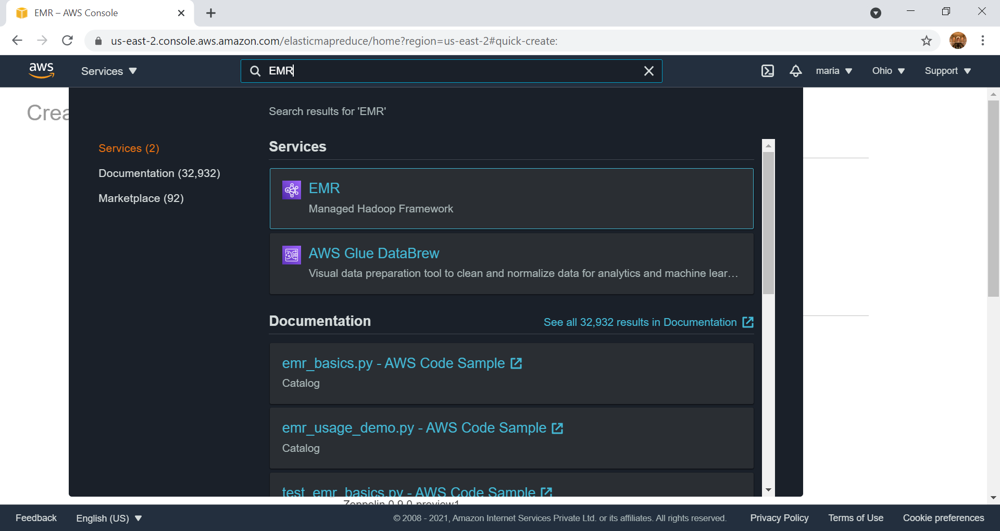 EMR – AWS Console
us-east-2.console.aws.amazon.com/elasticmapreduce/home?region=us-east-2#quick-create:
aws
Services
EMR
maria
Ohio
Support
Crea
Search results for 'EMR'
Services (2)
Documentation (32,932)
Marketplace (92)
Services
EMR
Managed Hadoop Framework
AWS Glue DataBrew
Visual data preparation tool to clean and normalize data for analytics and machine lear...
Documentation
See all 32,932 results in Documentation
emr_basics.py - AWS Code Sample
Catalog
emr_usage_demo.py - AWS Code Sample
Catalog
test_emr_basics.py - AWS Code Sample
Zeppelin 0.9.0-preview1
Feedback
English (US)
© 2008 - 2021, Amazon Internet Services Private Ltd. or its affiliates. All rights reserved.
Privacy Policy
Terms of Use
Cookie preferences